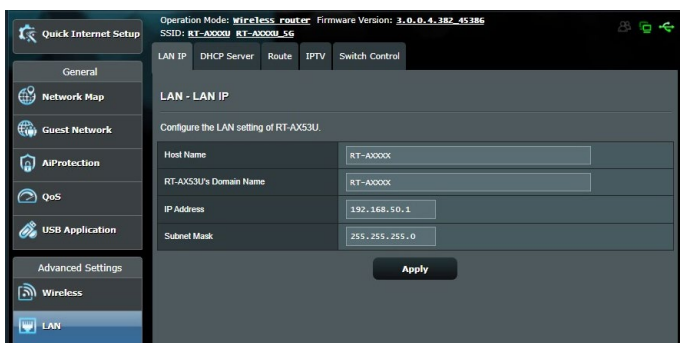 Quick Internet Setup
General
Network Map
Guest Network
AiProtection
QoS
USB Application
Advanced Settings
Wireless
LAN
Operation Mode: Wireless router Firmware Version: 3.0.0.4.382_45386
SSID: RT-AXXXU RT-AXXXU_5G
LAN IP DHCP Server Route IPTV Switch Control
LAN - LAN IP
Configure the LAN setting of RT-AX53U.
Host Name RT-AXXXX
RT-AX53U's Domain Name RT-AXXXX
IP Address 192.168.50.1
Subnet Mask 255.255.255.0
Apply